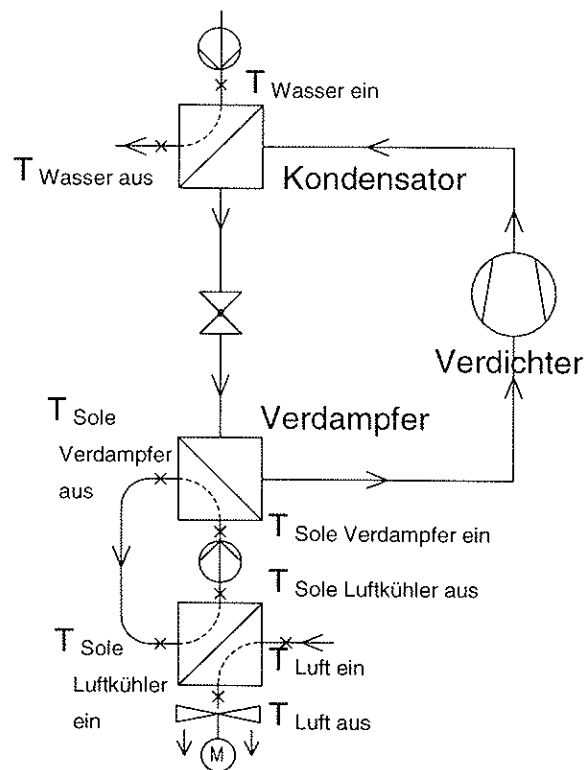 T Wasser ein
T Wasser aus
Kondensator
Verdichter
T Sole
Verdampfer
aus
Verdampfer
T Sole Verdampfer ein
T Sole Luftkühler aus
T Sole
Luftkühler
ein
T Luft ein
T Luft aus
M